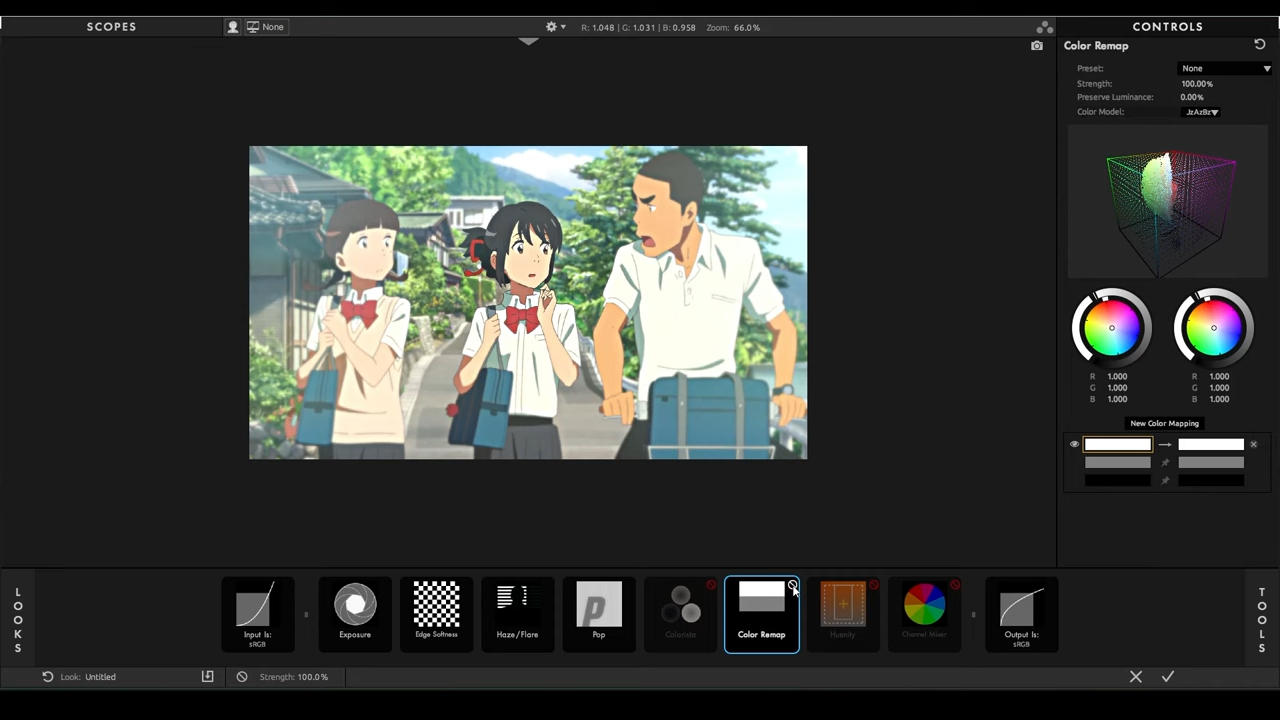 SCOPES
None
R: 1.048 | G: 1.031 | B: 0.958 Zoom: 66.0%
CONTROLS
Color Remap
Preset: None
Strength: 100.00%
Preserve Luminance: 0.00%
Color Model: JzAzBz
R 1.000 R 1.000
G 1.000 G 1.000
B 1.000 B 1.000
New Color Mapping
LOOKS
Input Is:
sRGB
Exposure
Edge Softness
Haze/Flare
P
Pop
Colorista
Color Remap
Huenity
Channel Mixer
Output Is:
sRGB
TOOLS
Look: Untitled
Strength: 100.0%